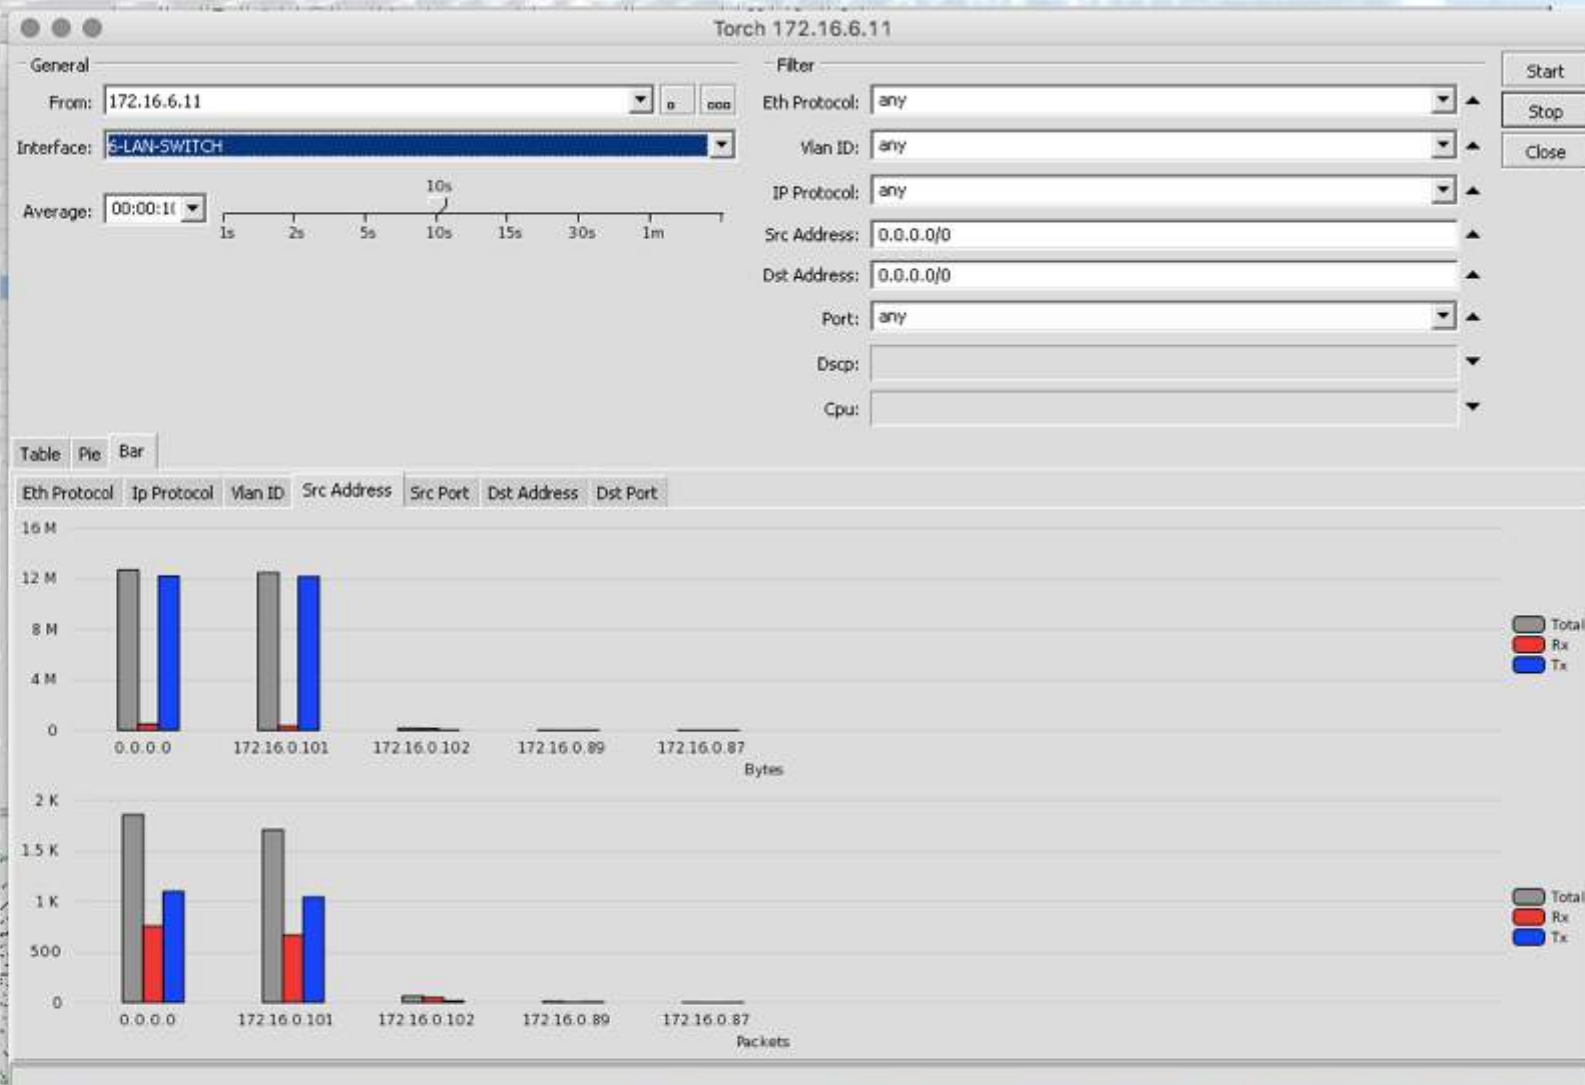 Torch 172.16.6.11
General
From: 172.16.6.11
Interface: 6-LAN-SWITCH
Average: 00:00:1(
10s
1s 2s 5s 10s 15s 30s 1m
Filter
Eth Protocol: any
Vlan ID: any
IP Protocol: any
Src Address: 0.0.0.0/0
Dst Address: 0.0.0.0/0
Port: any
Dscp:
Cpu:
Start
Stop
Close
Table Pie Bar
Eth Protocol Ip Protocol Vlan ID Src Address Src Port Dst Address Dst Port
16 M
12 M
8 M
4 M
0
0.0.0.0 172.16.0.101 172.16.0.102 172.16.0.89 172.16.0.87
Bytes
Total
Rx
Tx
2 K
1.5 K
1 K
500
0
0.0.0.0 172.16.0.101 172.16.0.102 172.16.0.89 172.16.0.87
Packets
Total
Rx
Tx